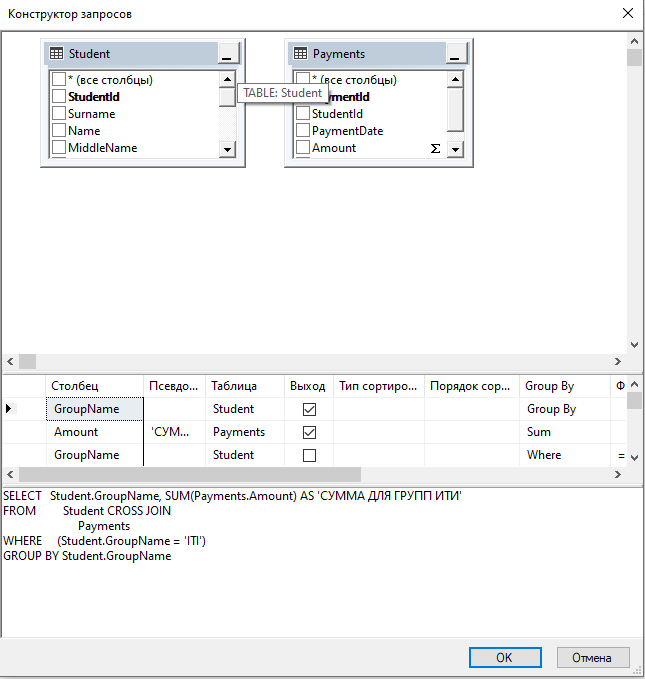 Конструктор запросов
Student
Payments
* (все столбцы)
StudentId
Surname
Name
MiddleName
TABLE: Student
* (все столбцы)
StudentId
PaymentDate
Amount
Столбец Псевдо... Таблица Выход Тип сортиро... Порядок сор... Group By Ф
GroupName Student Group By
Amount 'СУМ... Payments Sum
GroupName Student Where =
SELECT Student.GroupName, SUM(Payments.Amount) AS 'СУММА ДЛЯ ГРУПП ИТИ'
FROM Student CROSS JOIN
Payments
WHERE (Student.GroupName = 'ITI')
GROUP BY Student.GroupName
OK Отмена